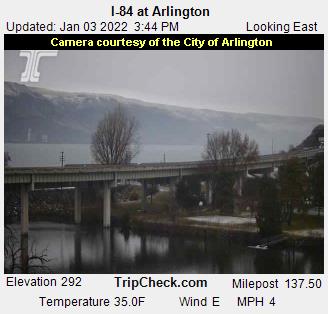 I-84 at Arlington
Updated: Jan 03 2022 3:44 PM Looking East
Camera courtesy of the City of Arlington
Elevation 292 TripCheck.com Milepost 137.50
Temperature 35.0F Wind E MPH 4